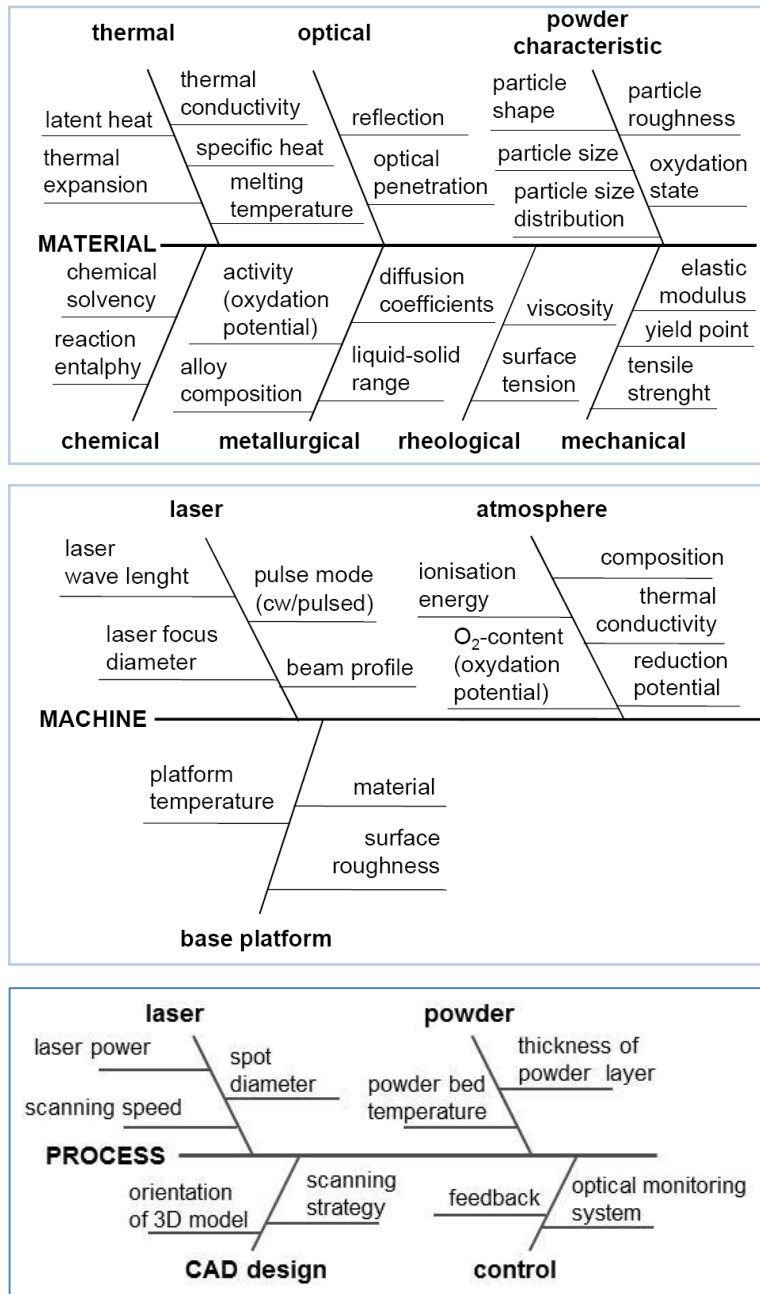 thermal
optical
powder
characteristic
latent heat
thermal
expansion
thermal
conductivity
specific heat
melting
temperature
reflection
optical
penetration
particle
shape
particle size
particle size
distribution
particle
roughness
oxydation
state
MATERIAL
chemical
solvency
reaction
entalphy
activity
(oxydation
potential)
alloy
composition
diffusion
coefficients
liquid-solid
range
viscosity
surface
tension
elastic
modulus
yield point
tensile
strenght
chemical
metallurgical
rheological
mechanical
laser
atmosphere
laser
wave lenght
laser focus
diameter
pulse mode
(cw/pulsed)
beam profile
ionisation
energy
O₂-content
(oxydation
potential)
composition
thermal
conductivity
reduction
potential
MACHINE
platform
temperature
material
surface
roughness
base platform
laser
powder
laser power
scanning speed
spot
diameter
powder bed
temperature
thickness of
powder layer
PROCESS
orientation
of 3D model
scanning
strategy
feedback
optical monitoring
system
CAD design
control